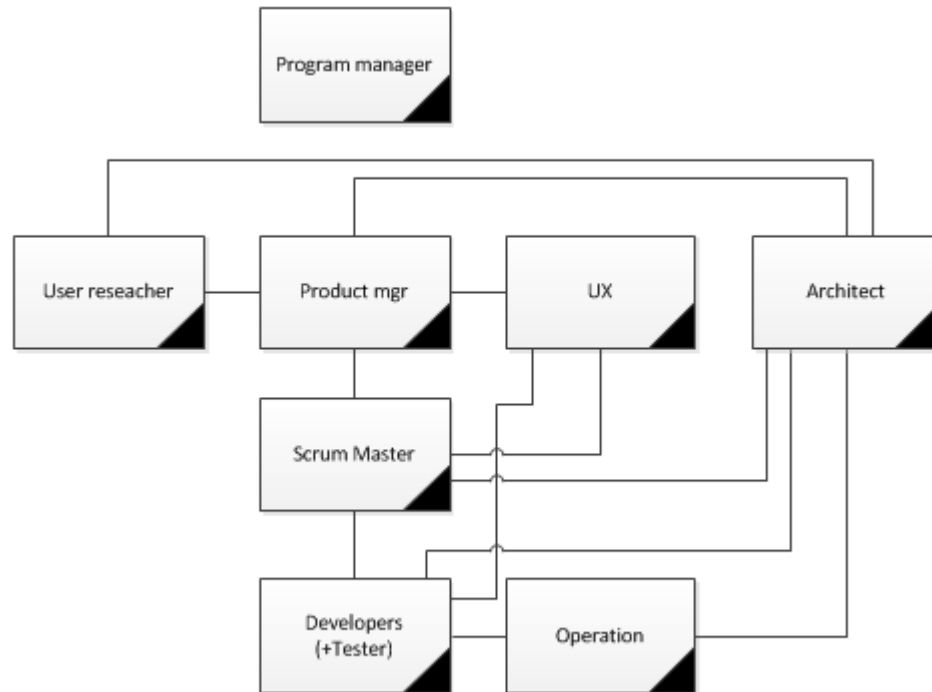 Program manager
User reseacher
Product mgr
UX
Architect
Scrum Master
Developers
(+Tester)
Operation